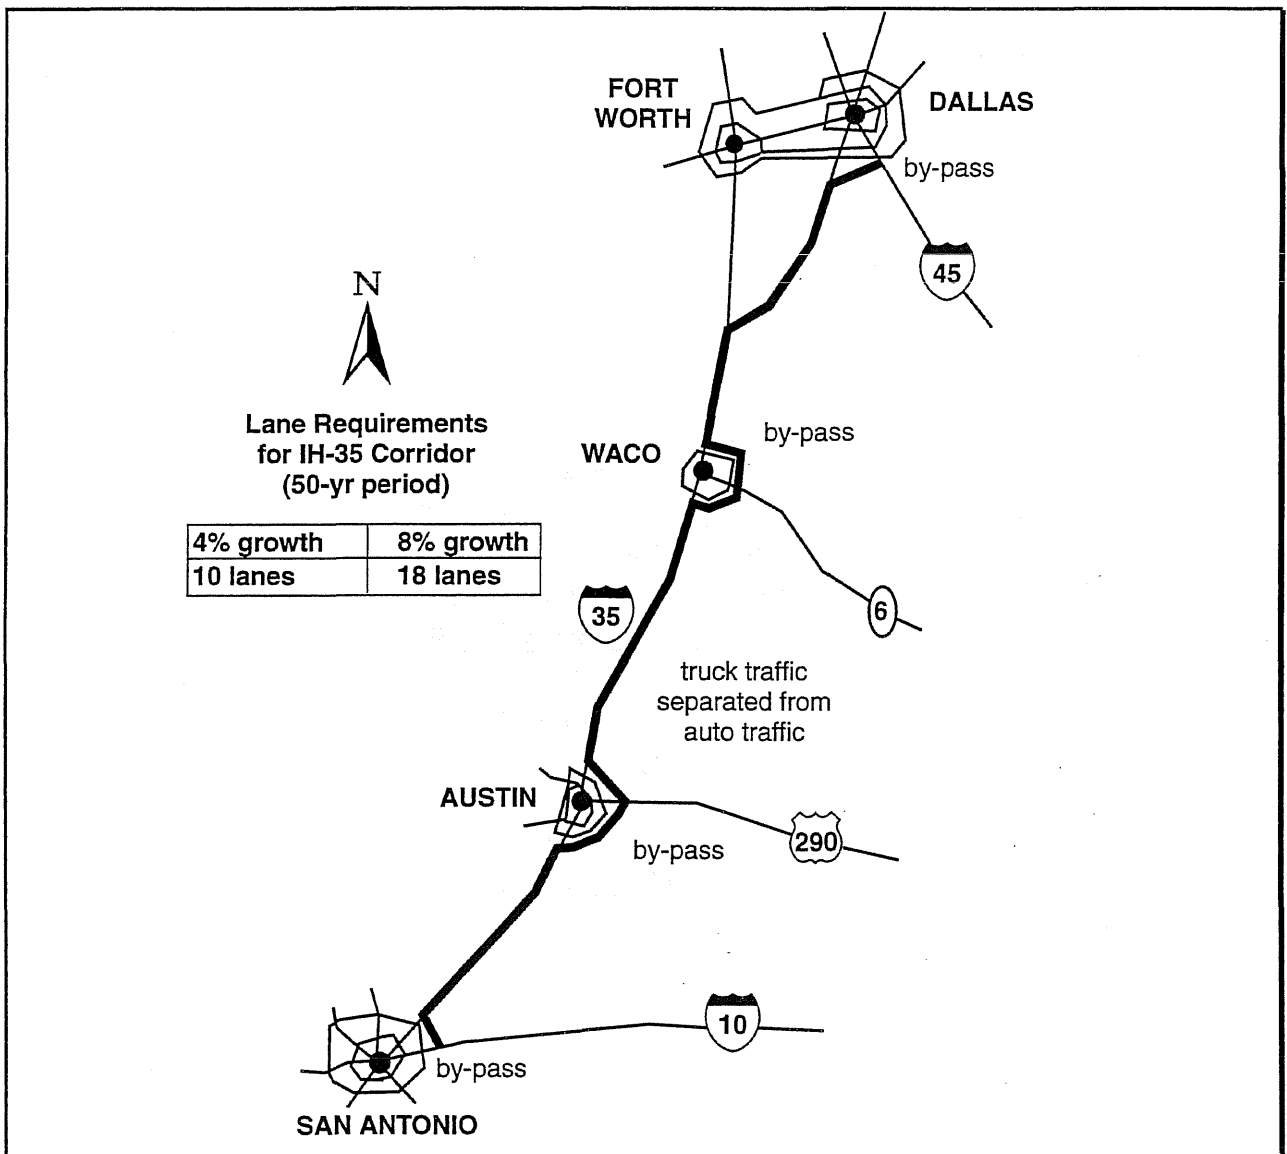 FORT
WORTH
DALLAS
by-pass
45
N
Lane Requirements
for IH-35 Corridor
(50-yr period)
4% growth 8% growth
10 lanes 18 lanes
by-pass
WACO
35
6
truck traffic
separated from
auto traffic
AUSTIN
by-pass
290
10
by-pass
SAN ANTONIO